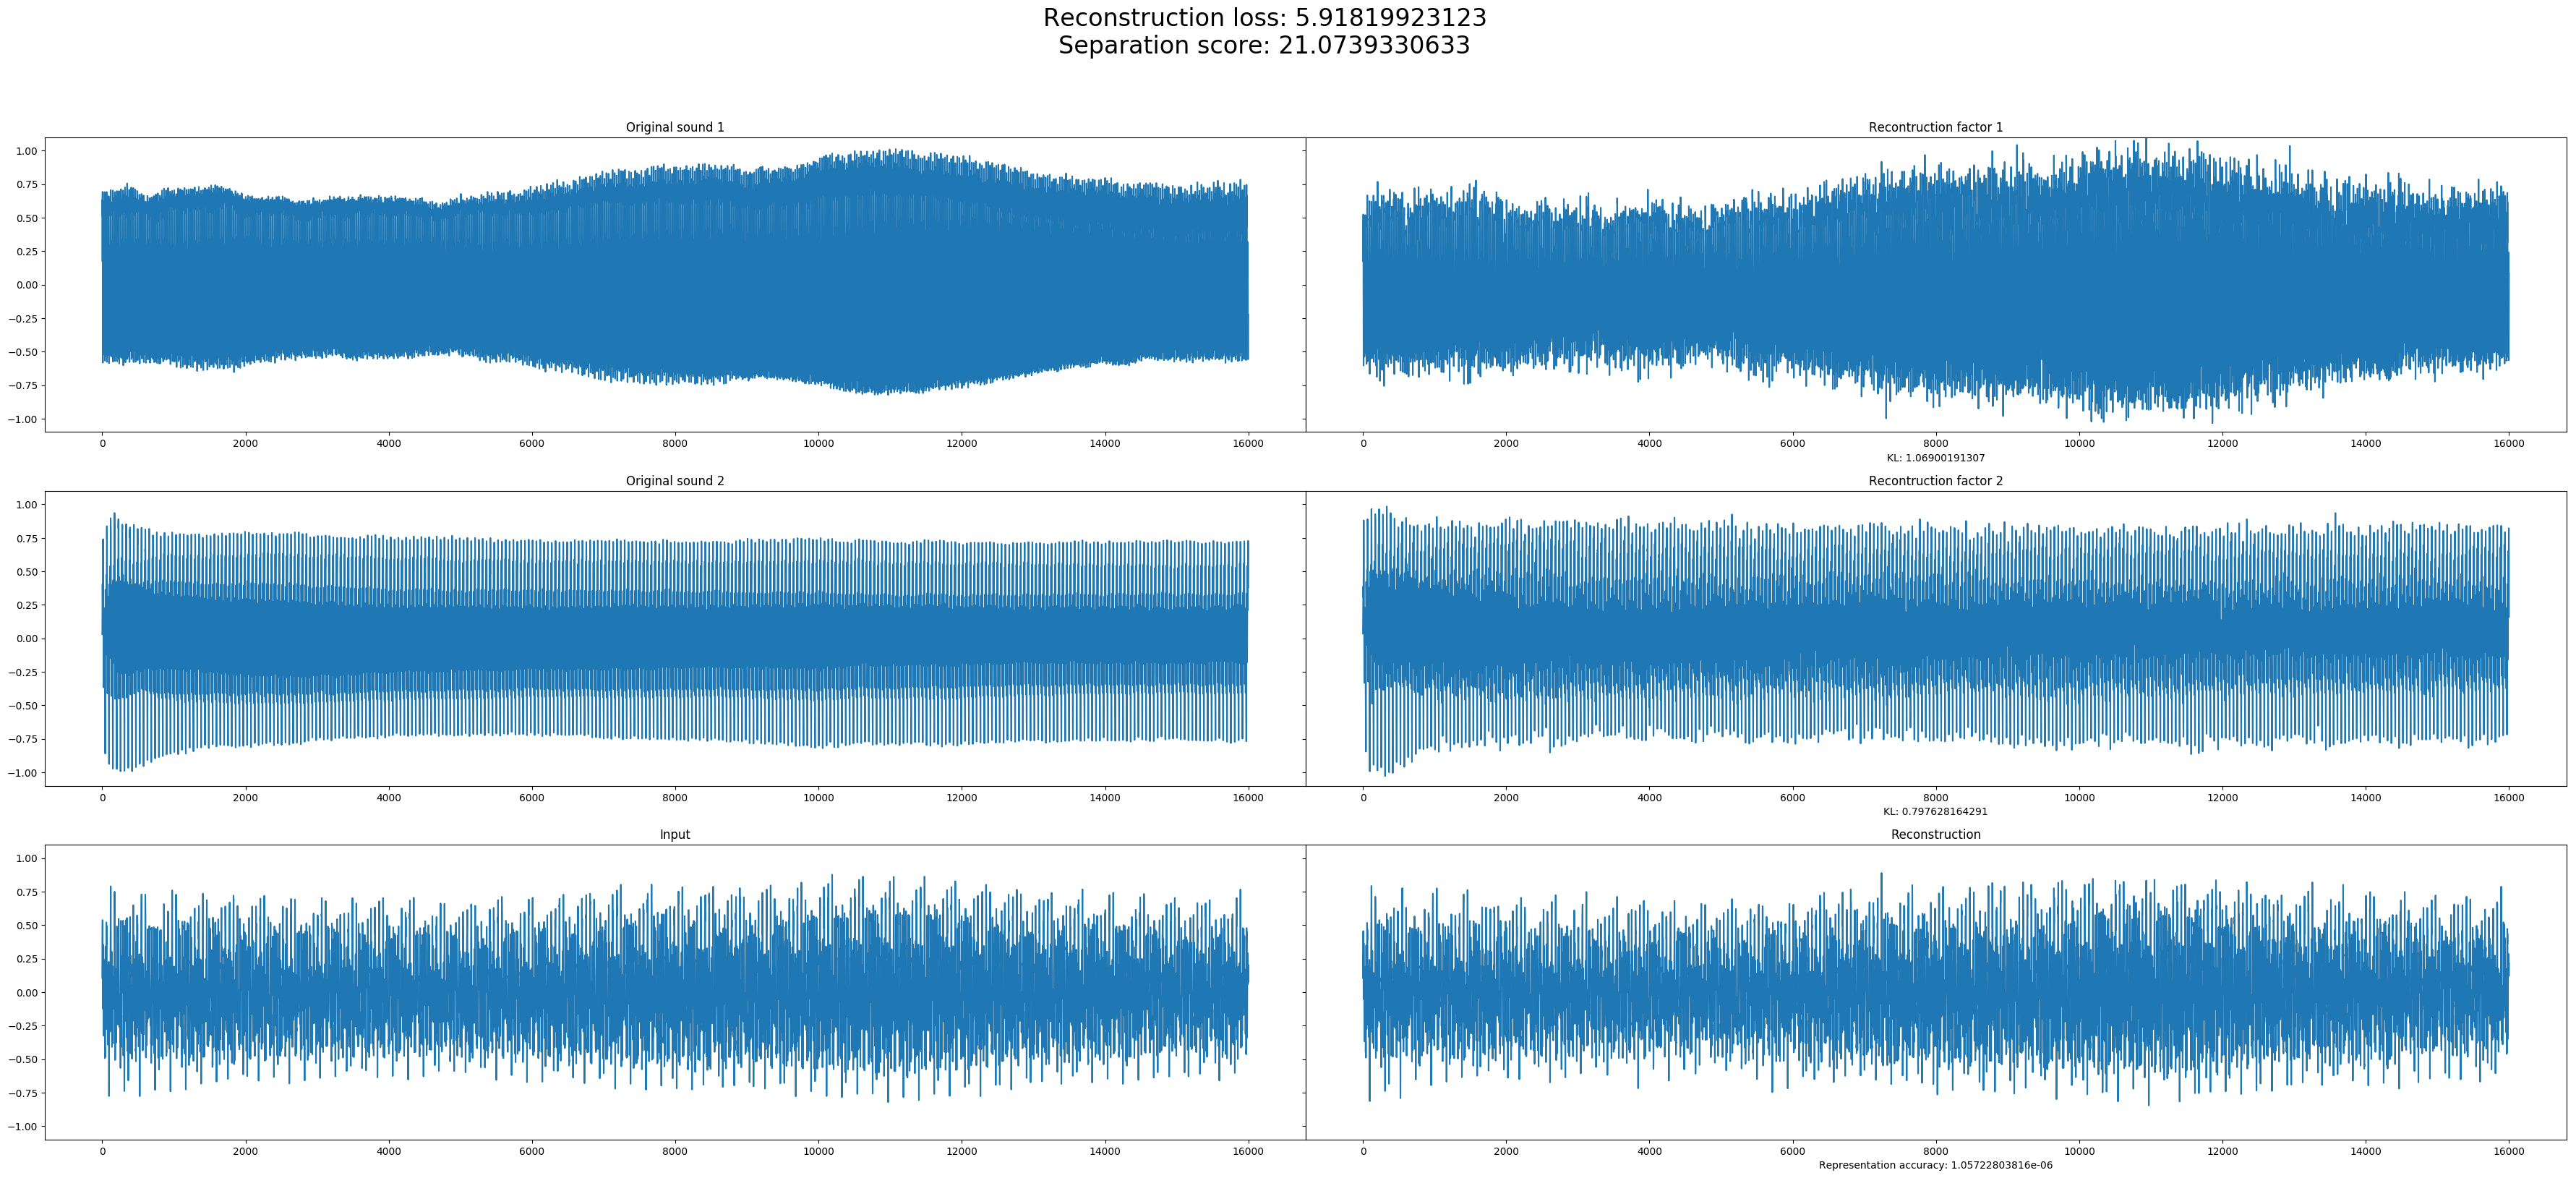 Reconstruction loss: 5.91819923123
Separation score: 21.0739330633
Original sound 1
Recontruction factor 1
1.00
0.75
0.50
0.25
0.00
−0.25
−0.50
−0.75
−1.00
0 2000 4000 6000 8000 10000 12000 14000 16000
0 2000 4000 6000 8000 10000 12000 14000 16000
KL: 1.06900191307
Original sound 2
Recontruction factor 2
1.00
0.75
0.50
0.25
0.00
−0.25
−0.50
−0.75
−1.00
0 2000 4000 6000 8000 10000 12000 14000 16000
0 2000 4000 6000 8000 10000 12000 14000 16000
KL: 0.797628164291
Input
Reconstruction
1.00
0.75
0.50
0.25
0.00
−0.25
−0.50
−0.75
−1.00
0 2000 4000 6000 8000 10000 12000 14000 16000
0 2000 4000 6000 8000 10000 12000 14000 16000
Representation accuracy: 1.05722803816e-06